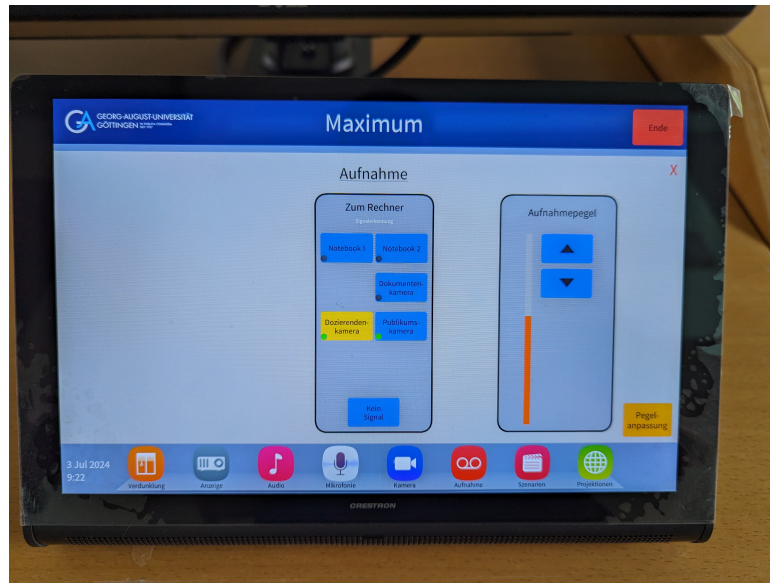 GEORG-AUGUST-UNIVERSITÄT
GÖTTINGEN
Maximum
Ende
Aufnahme
X
Zum Rechner
Signalerkennung
Notebook 1
Notebook 2
Dokumenten-
kamera
Dozierenden-
kamera
Publikums-
kamera
Kein
Signal
Aufnahmepegel
Pegel-
anpassung
3 Jul 2024
9:22
Verdunklung
Anzeige
Audio
Mikrofonie
Kamera
Aufnahme
Szenarien
Projektionen
CRESTRON